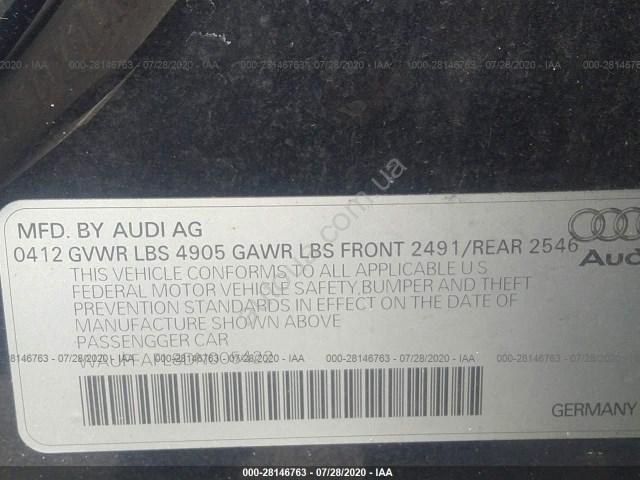 000-28146763 - 07/28/2020 - IAA
MFD. BY AUDI AG
0412 GVWR LBS 4905 GAWR LBS FRONT 2491/REAR 2546
THIS VEHICLE CONFORMS TO ALL APPLICABLE U S
FEDERAL MOTOR VEHICLE SAFETY,BUMPER AND THEFT
PREVENTION STANDARDS IN EFFECT ON THE DATE OF
MANUFACTURE SHOWN ABOVE
PASSENGGER CAR
Audi
GERMANY
000-28146763 - 07/28/2020 - IAA